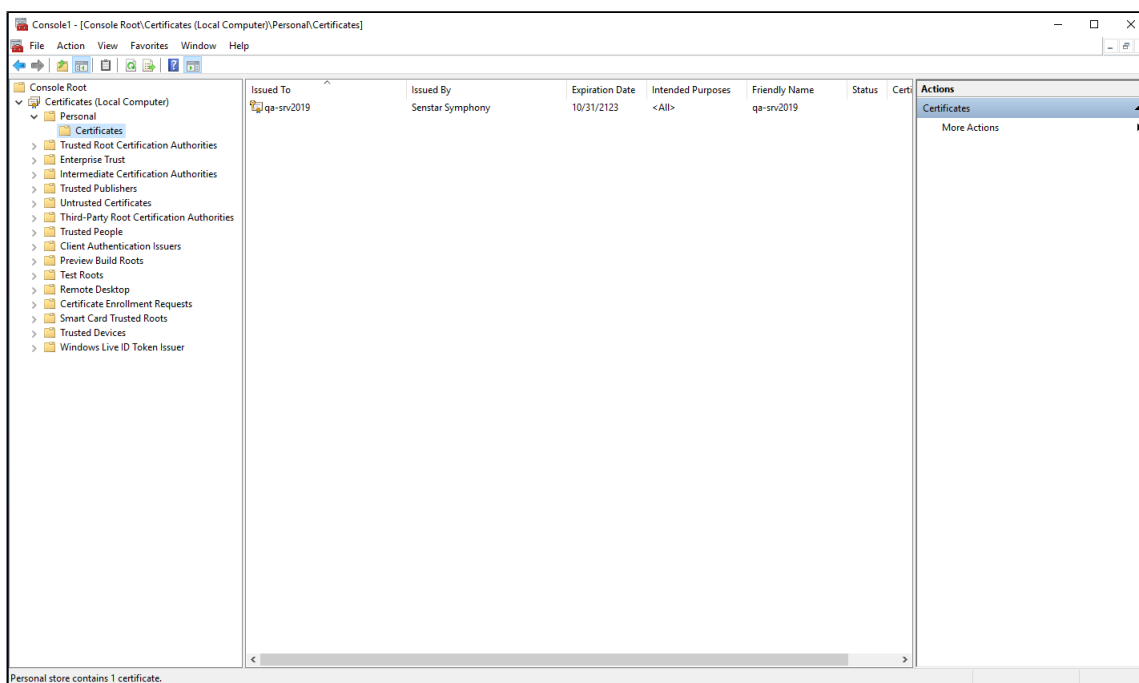 Console1 - [Console Root\Certificates (Local Computer)\Personal\Certificates]
File Action View Favorites Window Help
Console Root
Certificates (Local Computer)
Personal
Certificates
Trusted Root Certification Authorities
Enterprise Trust
Intermediate Certification Authorities
Trusted Publishers
Untrusted Certificates
Third-Party Root Certification Authorities
Trusted People
Client Authentication Issuers
Preview Build Roots
Test Roots
Remote Desktop
Certificate Enrollment Requests
Smart Card Trusted Roots
Trusted Devices
Windows Live ID Token Issuer
Issued To Issued By Expiration Date Intended Purposes Friendly Name Status Certi
qa-srv2019 Senstar Symphony 10/31/2123 <All> qa-srv2019
Actions
Certificates
More Actions
Personal store contains 1 certificate.